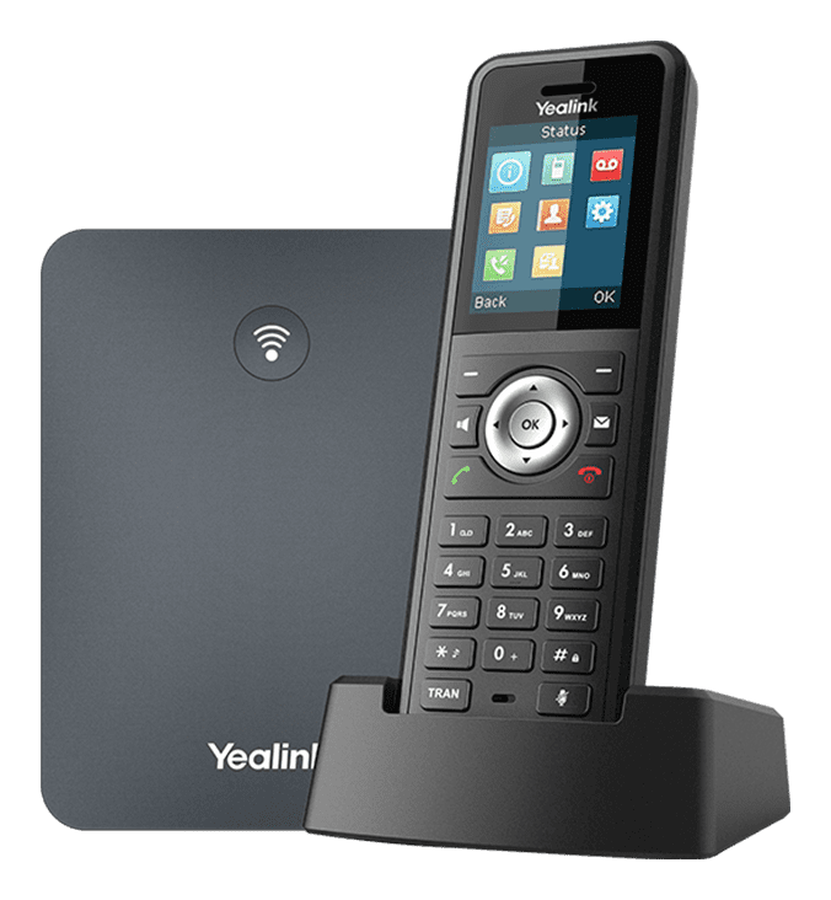 Yealink
Status
Back OK
OK
1 2 ABC 3 DEF
4 GHI 5 JKL 6 MNO
7 PQRS 8 TUV 9 WXYZ
* 0 + #
TRAN
Yealink